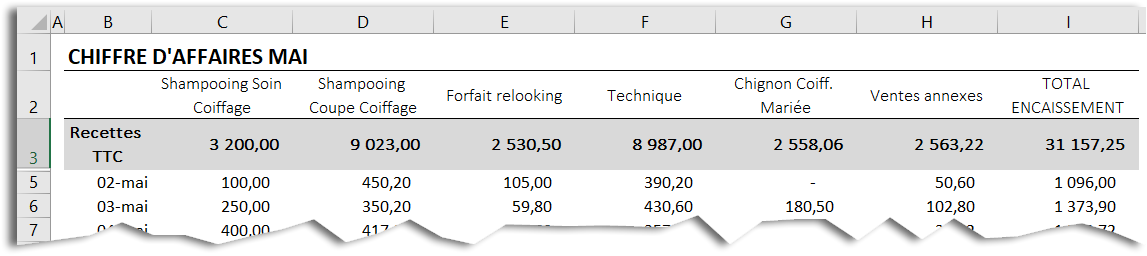 A B C D E F G H I
1 CHIFFRE D'AFFAIRES MAI
2
Shampooing Soin
Coiffage
Shampooing
Coupe Coiffage
Forfait relooking
Technique
Chignon Coiff.
Mariée
Ventes annexes
TOTAL
ENCAISSEMENT
3
Recettes
TTC
3 200,00 9 023,00 2 530,50 8 987,00 2 558,06 2 563,22 31 157,25
5 02-mai 100,00 450,20 105,00 390,20 - 50,60 1 096,00
6 03-mai 250,00 350,20 59,80 430,60 180,50 102,80 1 373,90
7 400,00